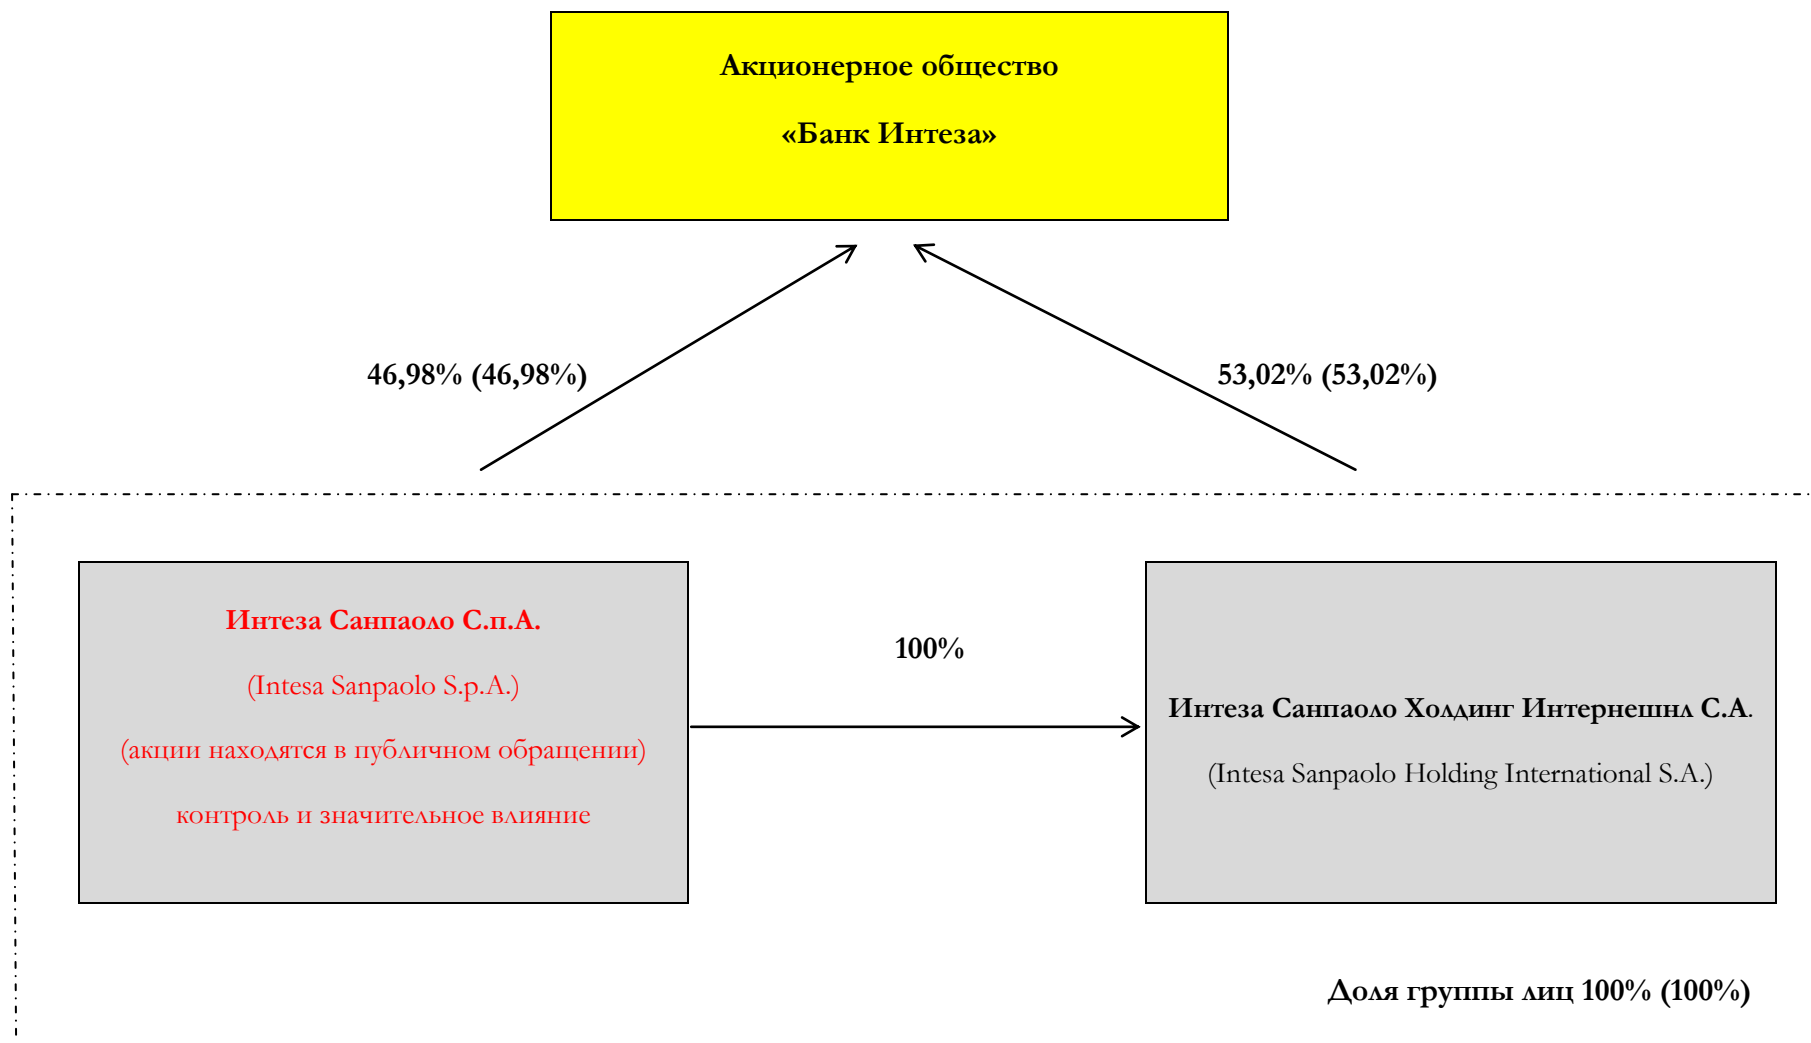 Акционерное общество
«Банк Интеза»
46,98% (46,98%)
53,02% (53,02%)
Интеза Санпаоло С.п.А.
(Intesa Sanpaolo S.p.A.)
(акции находятся в публичном обращении)
контроль и значительное влияние
100%
Интеза Санпаоло Холдинг Интернешнл С.А.
(Intesa Sanpaolo Holding International S.A.)
Доля группы лиц 100% (100%)